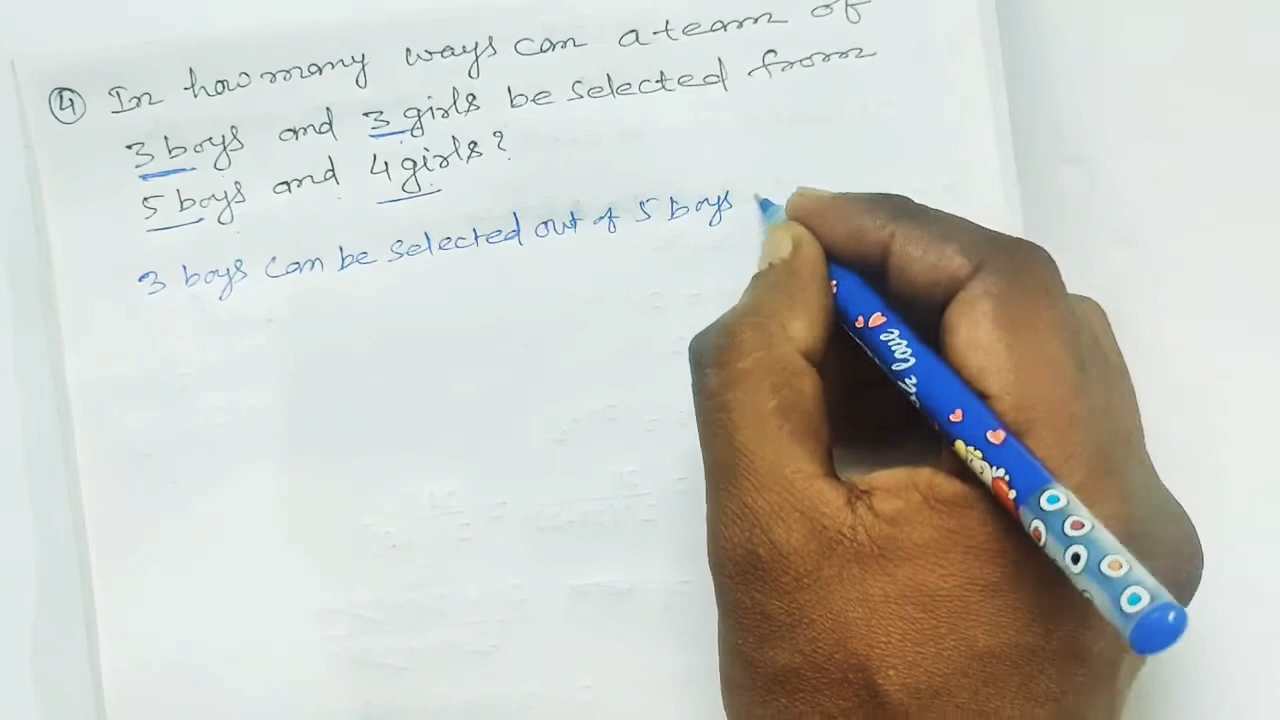 ④ In how many ways can a team of
3 boys and 3 girls be selected from
5 boys and 4 girls?
3 boys can be selected out of 5 boys
love